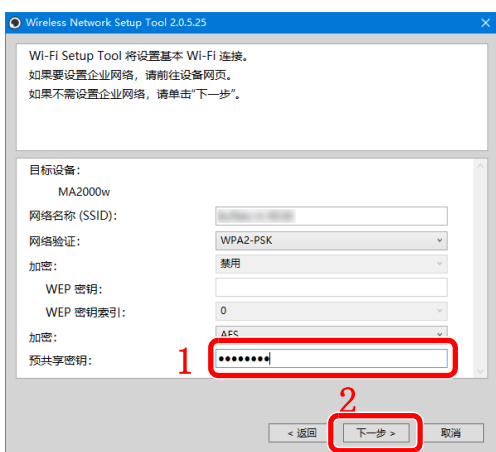 Wireless Network Setup Tool 2.0.5.25
Wi-Fi Setup Tool 将设置基本 Wi-Fi 连接。
如果要设置企业网络，请前往设备网页。
如果不需设置企业网络，请单击“下一步”。
目标设备：
MA2000w
网络名称 (SSID)：
网络验证： WPA2-PSK
加密： 禁用
WEP 密钥：
WEP 密钥索引： 0
加密： AES
预共享密钥： ●●●●●●●●
1
2
< 返回 下一步 > 取消